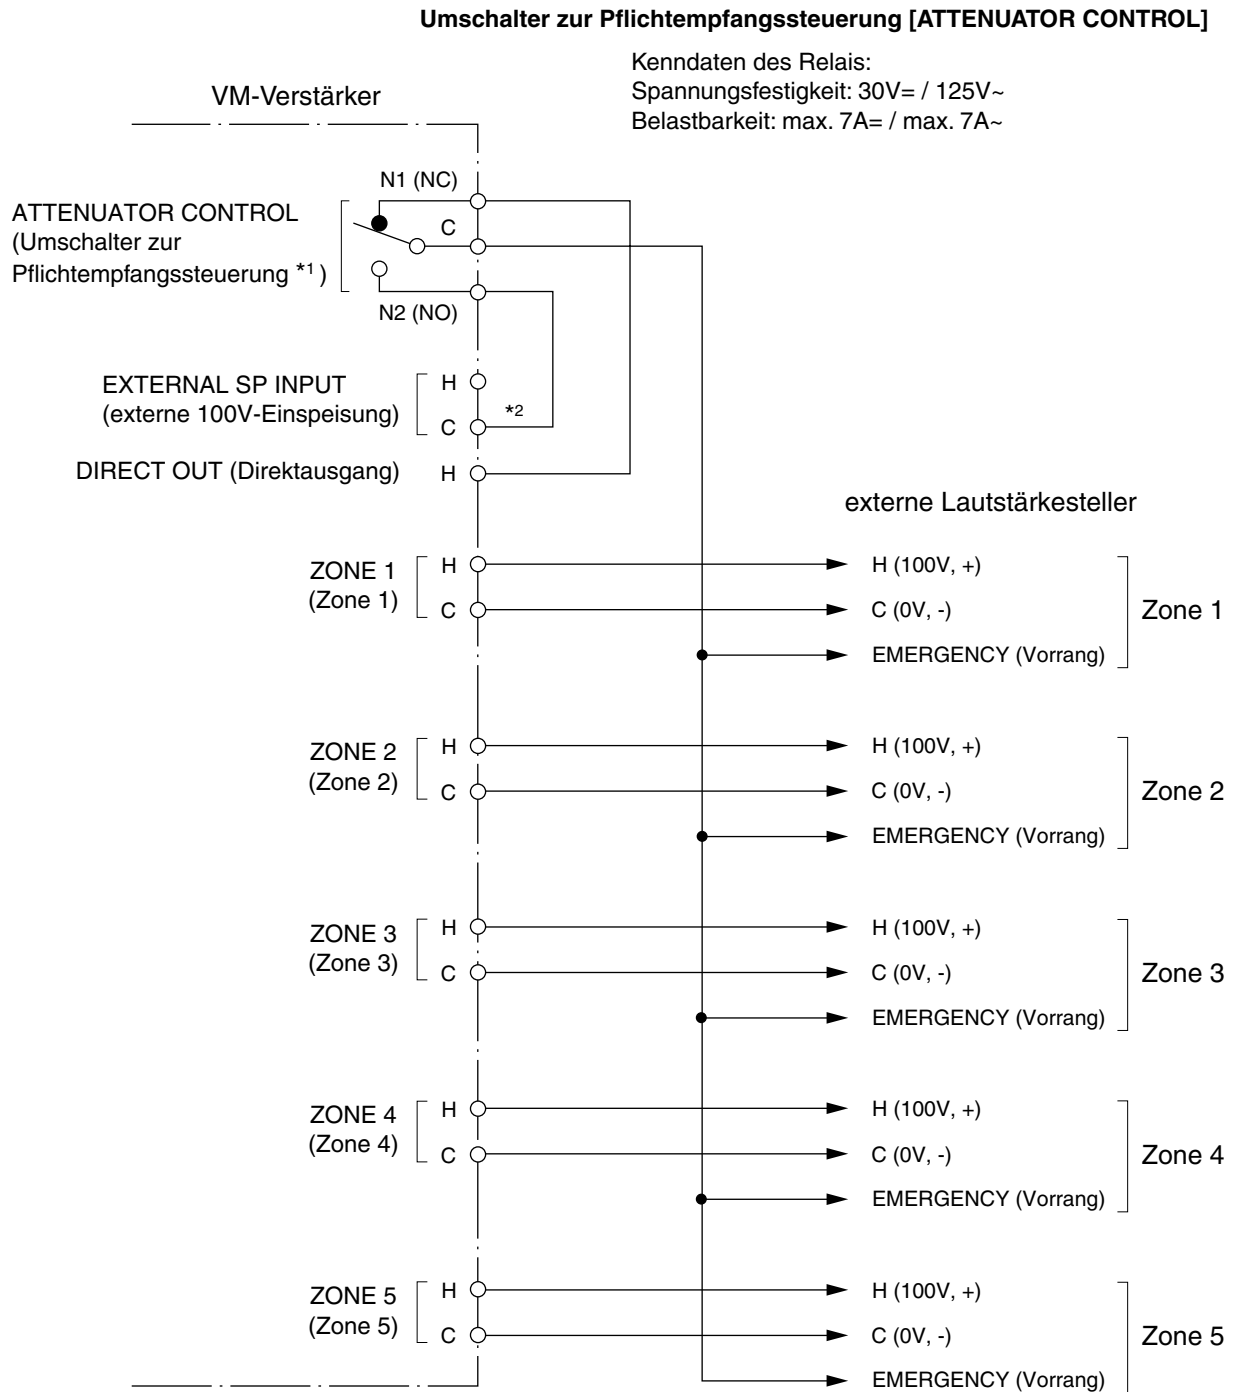 Umschalter zur Pflichtempfangssteuerung [ATTENUATOR CONTROL]
Kenndaten des Relais:
Spannungsfestigkeit: 30V= / 125V~
Belastbarkeit: max. 7A= / max. 7A~
VM-Verstärker
N1 (NC)
ATTENUATOR CONTROL
(Umschalter zur
Pflichtempfangssteuerung *1)
C
N2 (NO)
EXTERNAL SP INPUT
(externe 100V-Einspeisung)
H
C
*2
DIRECT OUT (Direktausgang)
H
externe Lautstärkesteller
ZONE 1
(Zone 1)
H
C
H (100V, +)
C (0V, -)
EMERGENCY (Vorrang)
Zone 1
ZONE 2
(Zone 2)
H
C
H (100V, +)
C (0V, -)
EMERGENCY (Vorrang)
Zone 2
ZONE 3
(Zone 3)
H
C
H (100V, +)
C (0V, -)
EMERGENCY (Vorrang)
Zone 3
ZONE 4
(Zone 4)
H
C
H (100V, +)
C (0V, -)
EMERGENCY (Vorrang)
Zone 4
ZONE 5
(Zone 5)
H
C
H (100V, +)
C (0V, -)
EMERGENCY (Vorrang)
Zone 5